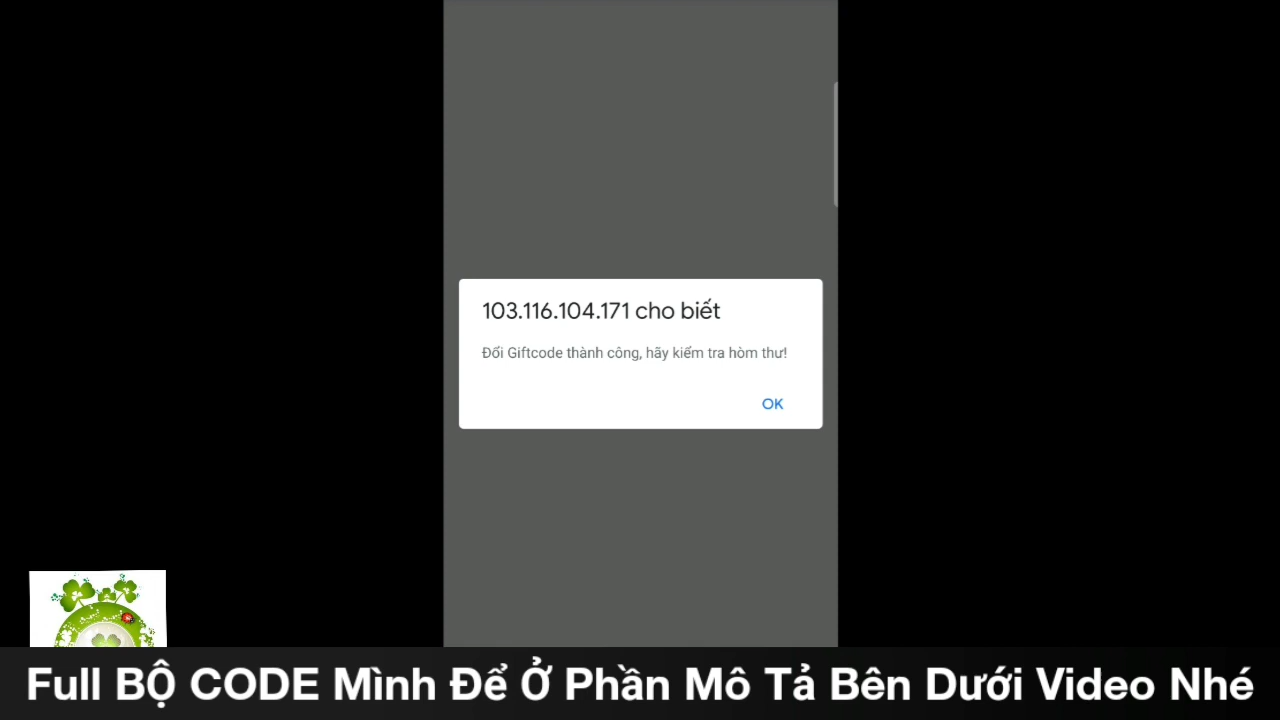 103.116.104.171 cho biết
Đổi Giftcode thành công, hãy kiểm tra hòm thư!
OK
Full BỘ CODE Mình Để Ở Phần Mô Tả Bên Dưới Video Nhé